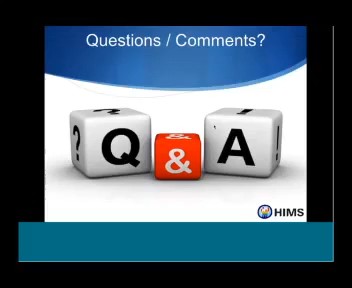 Questions / Comments?
? ? Q & & ! A !
HIMS